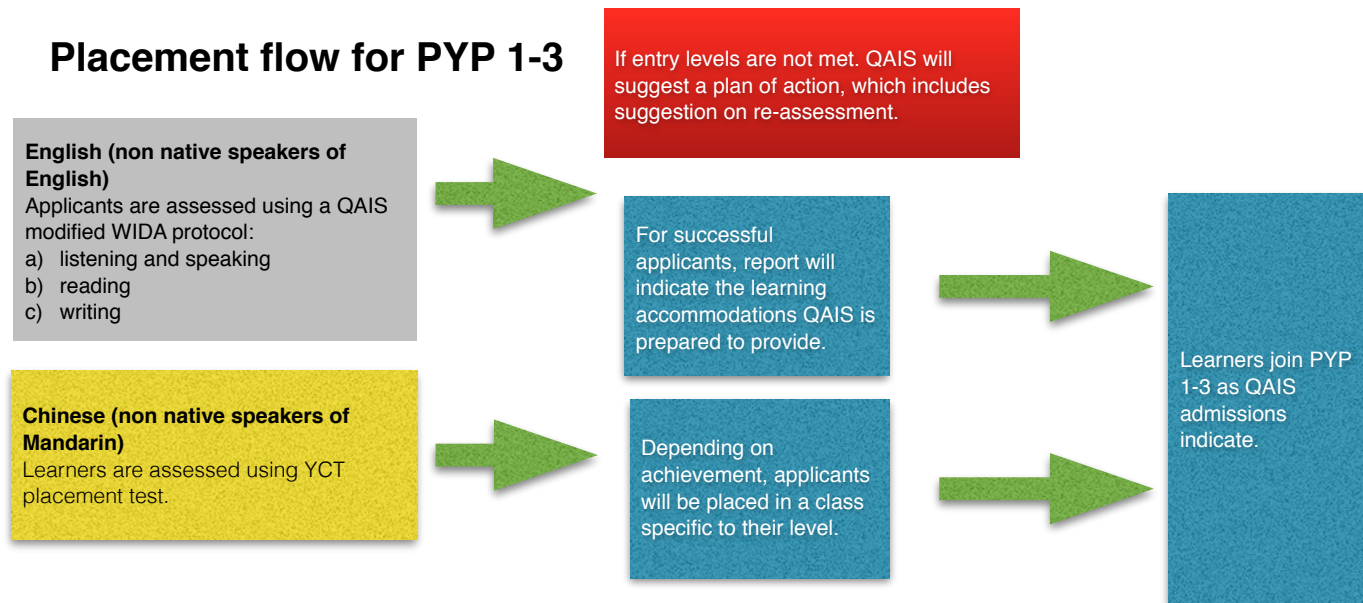 Placement flow for PYP 1-3
If entry levels are not met. QAIS will
suggest a plan of action, which includes
suggestion on re-assessment.
English (non native speakers of
English)
Applicants are assessed using a QAIS
modified WIDA protocol:
a) listening and speaking
b) reading
c) writing
For successful
applicants, report will
indicate the learning
accommodations QAIS is
prepared to provide.
Chinese (non native speakers of
Mandarin)
Learners are assessed using YCT
placement test.
Depending on
achievement, applicants
will be placed in a class
specific to their level.
Learners join PYP
1-3 as QAIS
admissions
indicate.